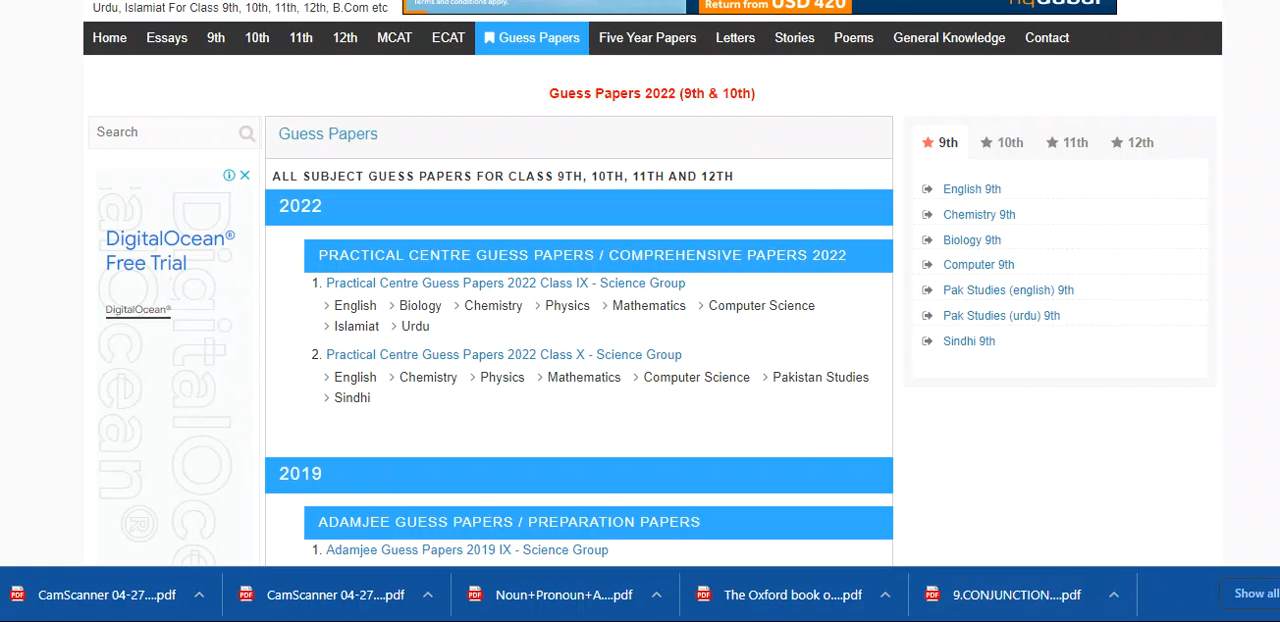 Urdu, Islamiat For Class 9th, 10th, 11th, 12th, B.Com etc
Terms and conditions apply.
Return from USD 420
Home Essays 9th 10th 11th 12th MCAT ECAT Guess Papers Five Year Papers Letters Stories Poems General Knowledge Contact
Guess Papers 2022 (9th & 10th)
Search
DigitalOcean®
Free Trial
DigitalOcean®
DigitalOcean®
Guess Papers
ALL SUBJECT GUESS PAPERS FOR CLASS 9TH, 10TH, 11TH AND 12TH
2022
PRACTICAL CENTRE GUESS PAPERS / COMPREHENSIVE PAPERS 2022
1. Practical Centre Guess Papers 2022 Class IX - Science Group
English Biology Chemistry Physics Mathematics Computer Science
Islamiat Urdu
2. Practical Centre Guess Papers 2022 Class X - Science Group
English Chemistry Physics Mathematics Computer Science Pakistan Studies
Sindhi
2019
ADAMJEE GUESS PAPERS / PREPARATION PAPERS
1. Adamjee Guess Papers 2019 IX - Science Group
9th 10th 11th 12th
English 9th
Chemistry 9th
Biology 9th
Computer 9th
Pak Studies (english) 9th
Pak Studies (urdu) 9th
Sindhi 9th
CamScanner 04-27....pdf CamScanner 04-27....pdf Noun+Pronoun+A....pdf The Oxford book o....pdf 9.CONJUNCTION....pdf Show all